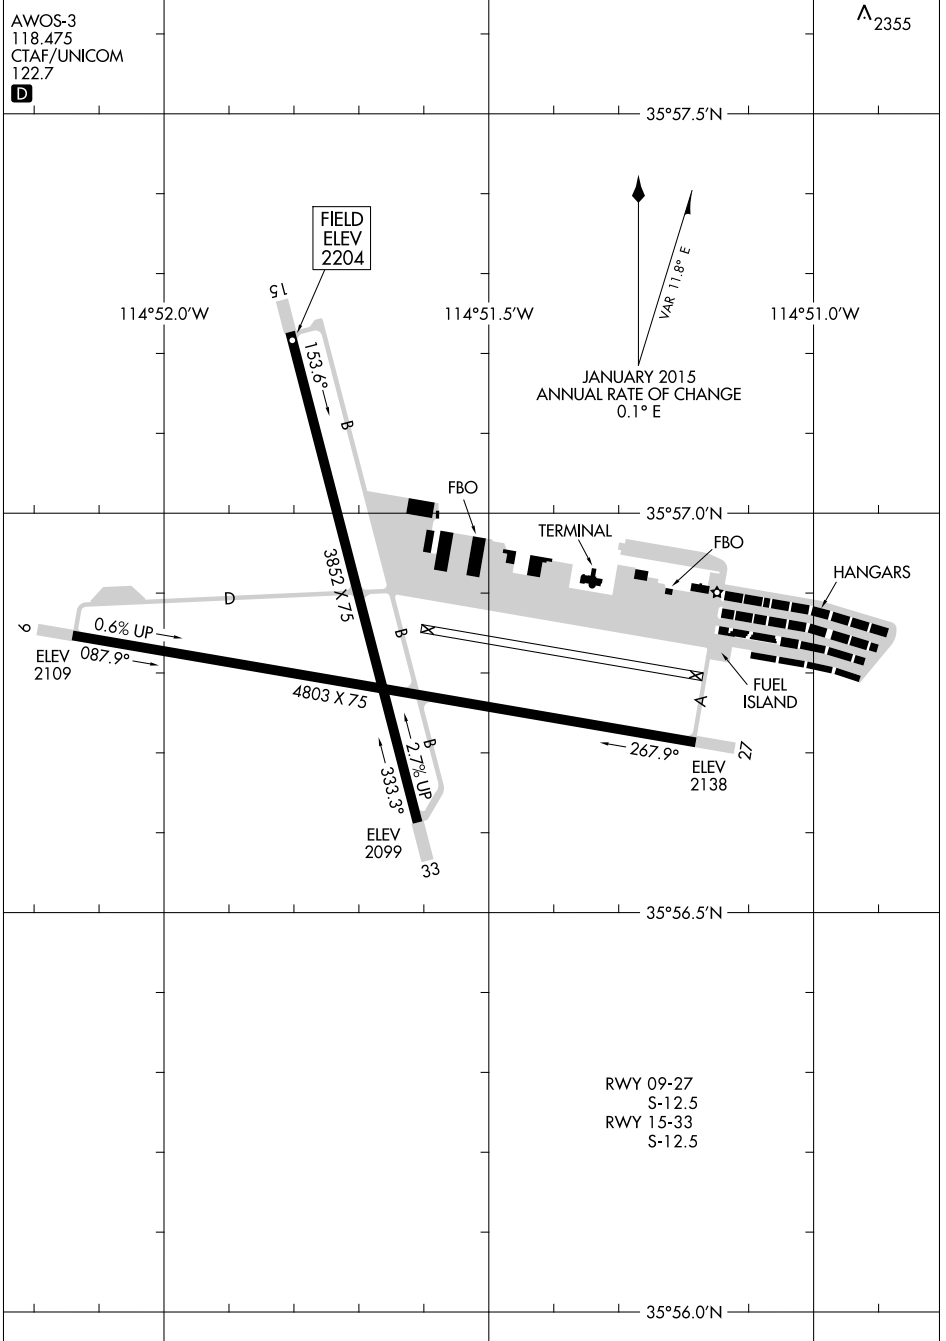 AWOS-3
118.475
CTAF/UNICOM
122.7
D
2355
35°57.5'N
FIELD
ELEV
2204
VAR 11.8° E
15
114°52.0'W
114°51.5'W
114°51.0'W
JANUARY 2015
ANNUAL RATE OF CHANGE
0.1° E
153.6°
B
FBO
35°57.0'N
TERMINAL
FBO
HANGARS
3852 X 75
D
9
0.6% UP
087.9°
ELEV
2109
B
4803 X 75
FUEL
ISLAND
A
B
2.7% UP
333.3°
267.9°
27
ELEV
2138
ELEV
2099
33
35°56.5'N
RWY 09-27
S-12.5
RWY 15-33
S-12.5
35°56.0'N